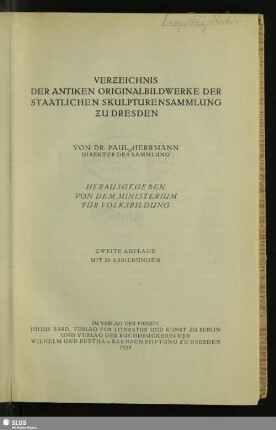 VERZEICHNIS
DER ANTIKEN ORIGINALBILDWERKE DER
STAATLICHEN SKULPTURENSAMMLUNG
ZU DRESDEN
VON DR. PAUL HERRMANN
DIREKTOR DER SAMMLUNG
HERAUSGEGEBEN
VON DEM MINISTERIUM
FÜR VOLKSBILDUNG
ZWEITE AUFLAGE
MIT ABBILDUNGEN
IM VERLAG DER FIRMEN
JULIUS BARD, VERLAG FÜR LITERATUR UND KUNST ZU BERLIN
UND VERLAG DER BUCHDRUCKEREI DER
WILHELM UND BERTHA v. BAENSCH STIFTUNG ZU DRESDEN
1925
SLUB